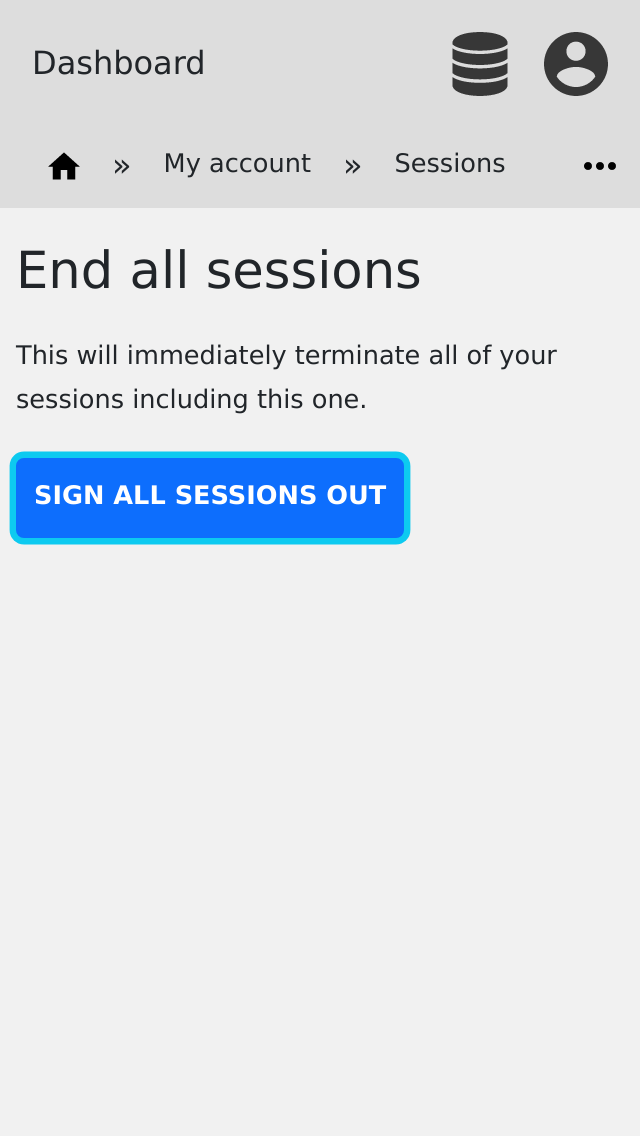 Dashboard
» My account » Sessions
End all sessions
This will immediately terminate all of your
sessions including this one.
SIGN ALL SESSIONS OUT